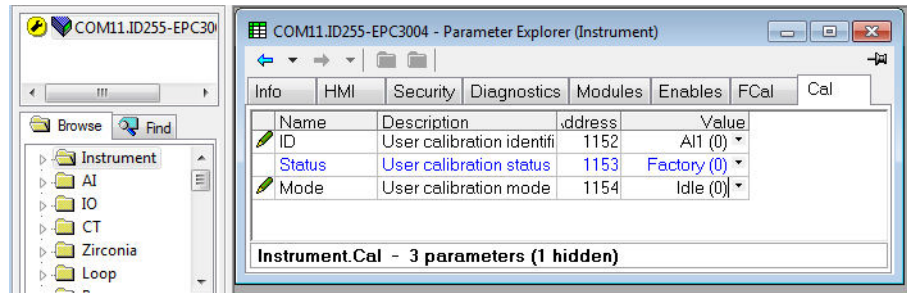 COM11.ID255-EPC30
COM11.ID255-EPC3004 - Parameter Explorer (Instrument)
Info HMI Security Diagnostics Modules Enables FCal Cal
Browse Find
Name Description ddress Value
ID User calibration identifi 1152 AI1 (0)
Status User calibration status 1153 Factory (0)
Mode User calibration mode 1154 Idle (0)
Instrument
AI
IO
CT
Zirconia
Loop
Instrument.Cal - 3 parameters (1 hidden)